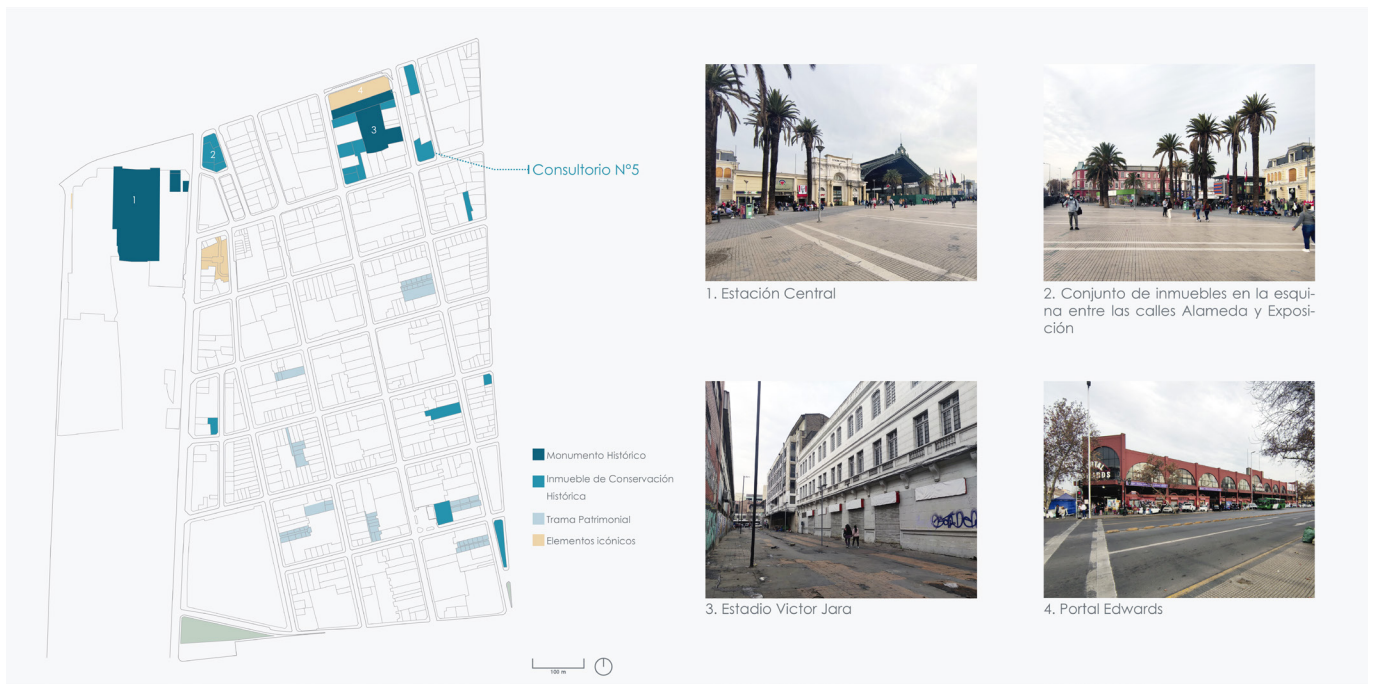 1
2
3
4
Consultorio N°5
Monumento Histórico
Inmueble de Conservación
Histórica
Trama Patrimonial
Elementos icónicos
100 m
1. Estación Central
2. Conjunto de inmuebles en la esqui-
na entre las calles Alameda y Exposi-
ción
3. Estadio Victor Jara
4. Portal Edwards